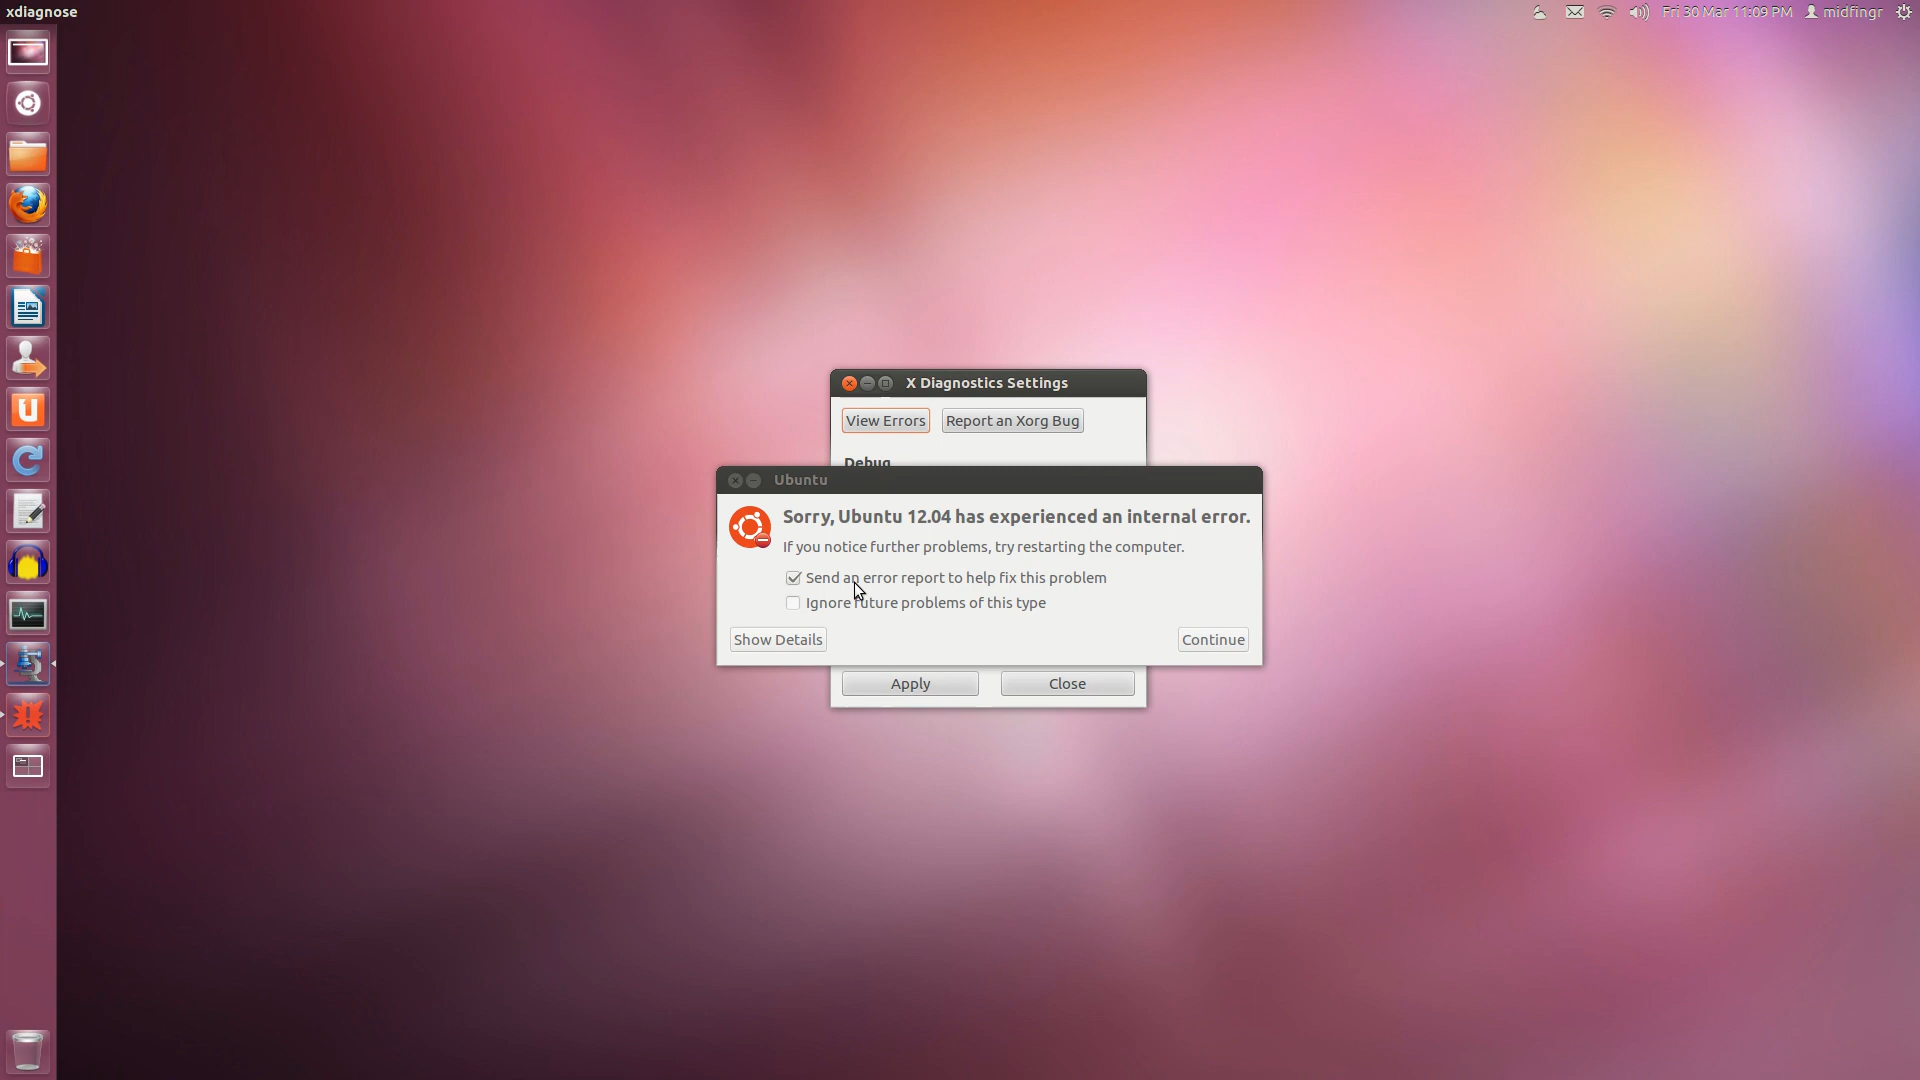 xdiagnose
Fri 30 Mar 11:09 PM midfingr
X Diagnostics Settings
View Errors Report an Xorg Bug
Debug
Ubuntu
Sorry, Ubuntu 12.04 has experienced an internal error.
If you notice further problems, try restarting the computer.
Send an error report to help fix this problem
Ignore future problems of this type
Show Details Continue
Apply Close